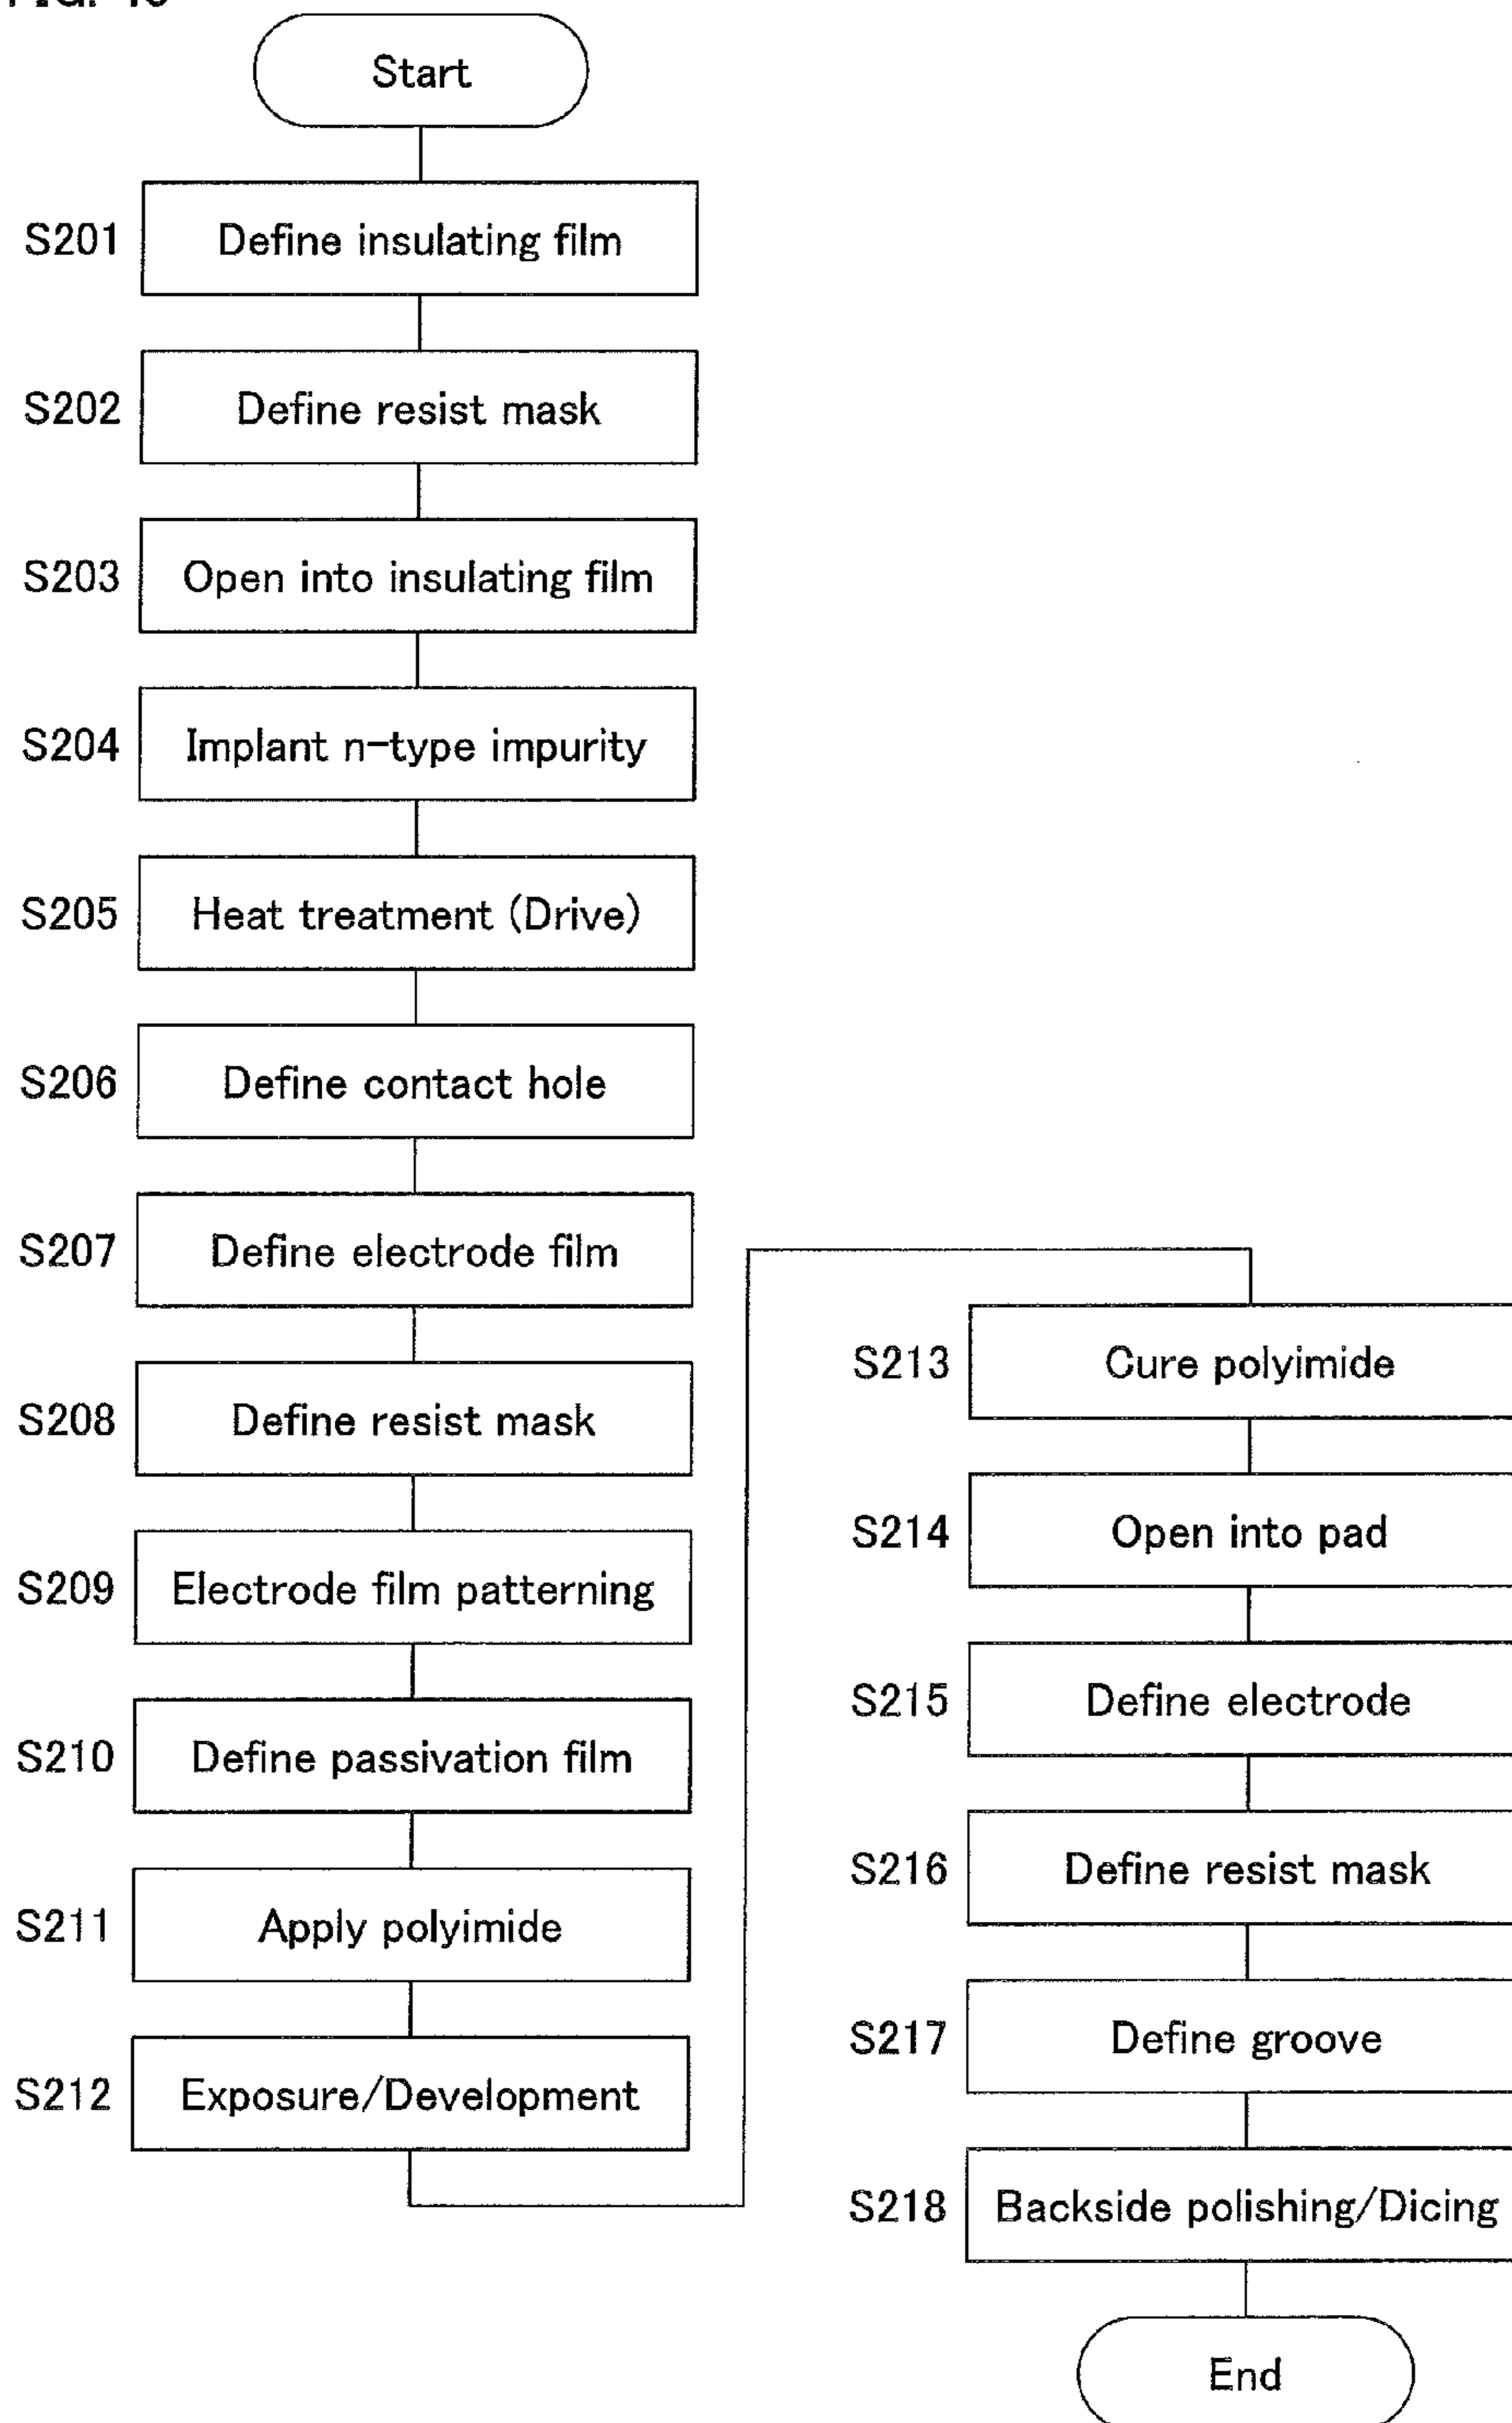 Start
S201 Define insulating film
S202 Define resist mask
S203 Open into insulating film
S204 Implant n-type impurity
S205 Heat treatment (Drive)
S206 Define contact hole
S207 Define electrode film
S208 Define resist mask
S209 Electrode film patterning
S210 Define passivation film
S211 Apply polyimide
S212 Exposure/Development
S213 Cure polyimide
S214 Open into pad
S215 Define electrode
S216 Define resist mask
S217 Define groove
S218 Backside polishing/Dicing
End